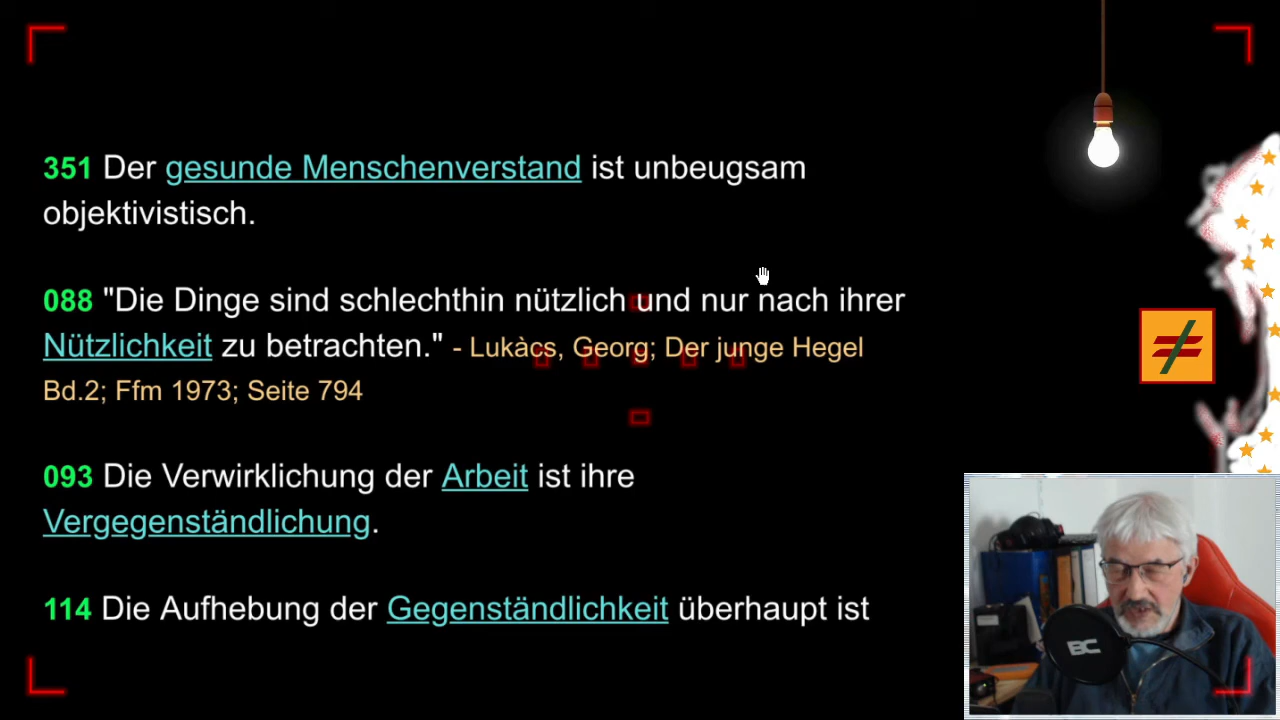 351 Der gesunde Menschenverstand ist unbeugsam
objektivistisch.
088 "Die Dinge sind schlechthin nützlich und nur nach ihrer
Nützlichkeit zu betrachten." - Lukàcs, Georg; Der junge Hegel
Bd.2; Ffm 1973; Seite 794
093 Die Verwirklichung der Arbeit ist ihre
Vergegenständlichung.
114 Die Aufhebung der Gegenständlichkeit überhaupt ist
BC